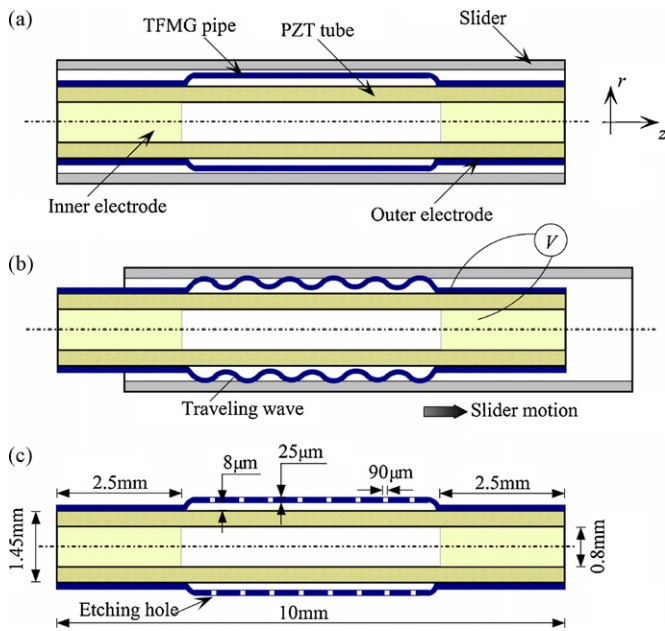 (a)
TFMG pipe
PZT tube
Slider
r
z
Inner electrode
Outer electrode
(b)
V
Traveling wave
Slider motion
(c)
8μm
25μm
90μm
2.5mm
2.5mm
1.45mm
0.8mm
Etching hole
10mm